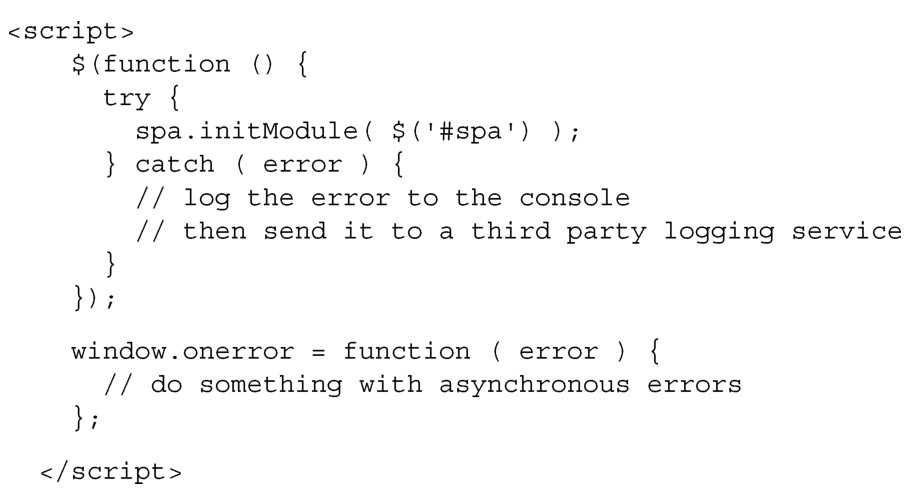 <script>
$(function () {
try {
spa.initModule( $('#spa') );
} catch ( error ) {
// log the error to the console
// then send it to a third party logging service
}
});
window.onerror = function ( error ) {
// do something with asynchronous errors
};
</script>